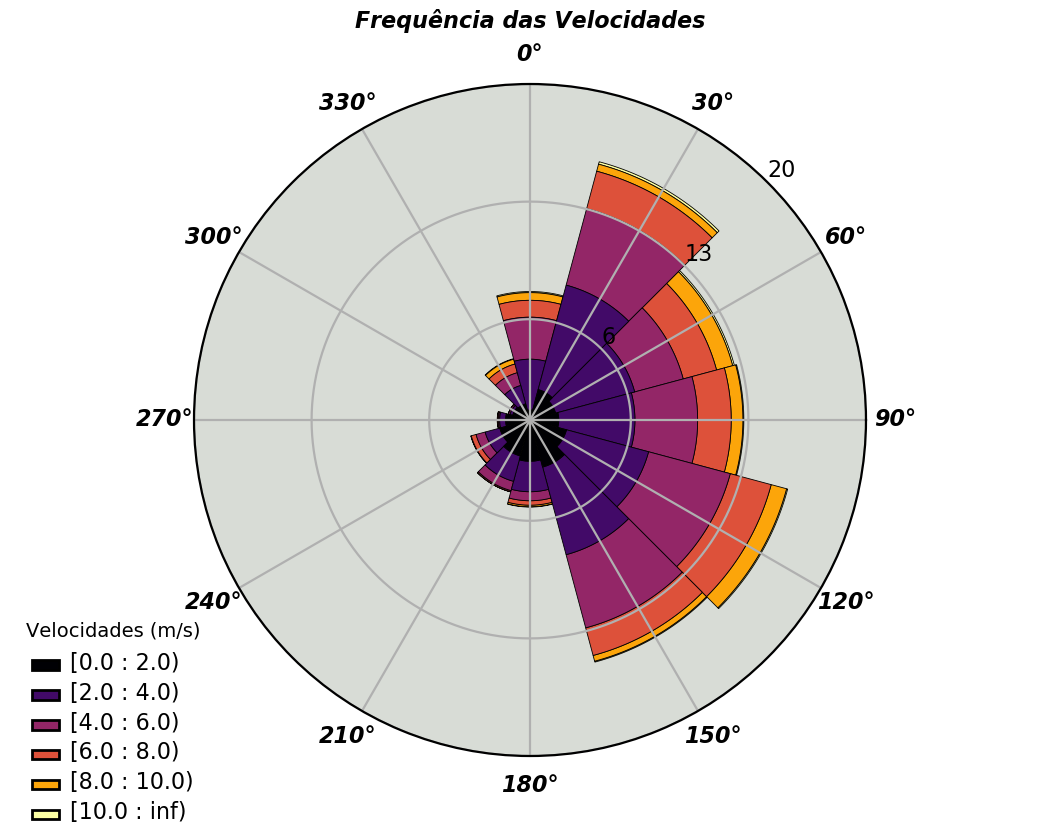 Frequência das Velocidades
0°
330°
30°
20
300°
60°
13
6
270°
90°
240°
120°
210°
150°
180°
Velocidades (m/s)
[0.0 : 2.0)
[2.0 : 4.0)
[4.0 : 6.0)
[6.0 : 8.0)
[8.0 : 10.0)
[10.0 : inf)